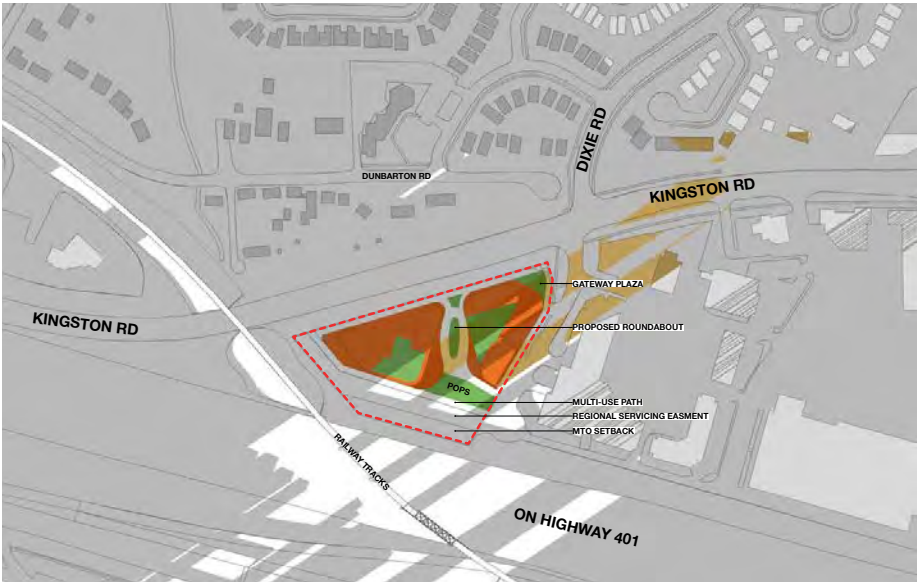 DIXIE RD
DUNBARTON RD
KINGSTON RD
GATEWAY PLAZA
KINGSTON RD
PROPOSED ROUNDABOUT
POPS
MULTI-USE PATH
REGIONAL SERVICING EASMENT
MTO SETBACK
RAILWAY TRACKS
ON HIGHWAY 401